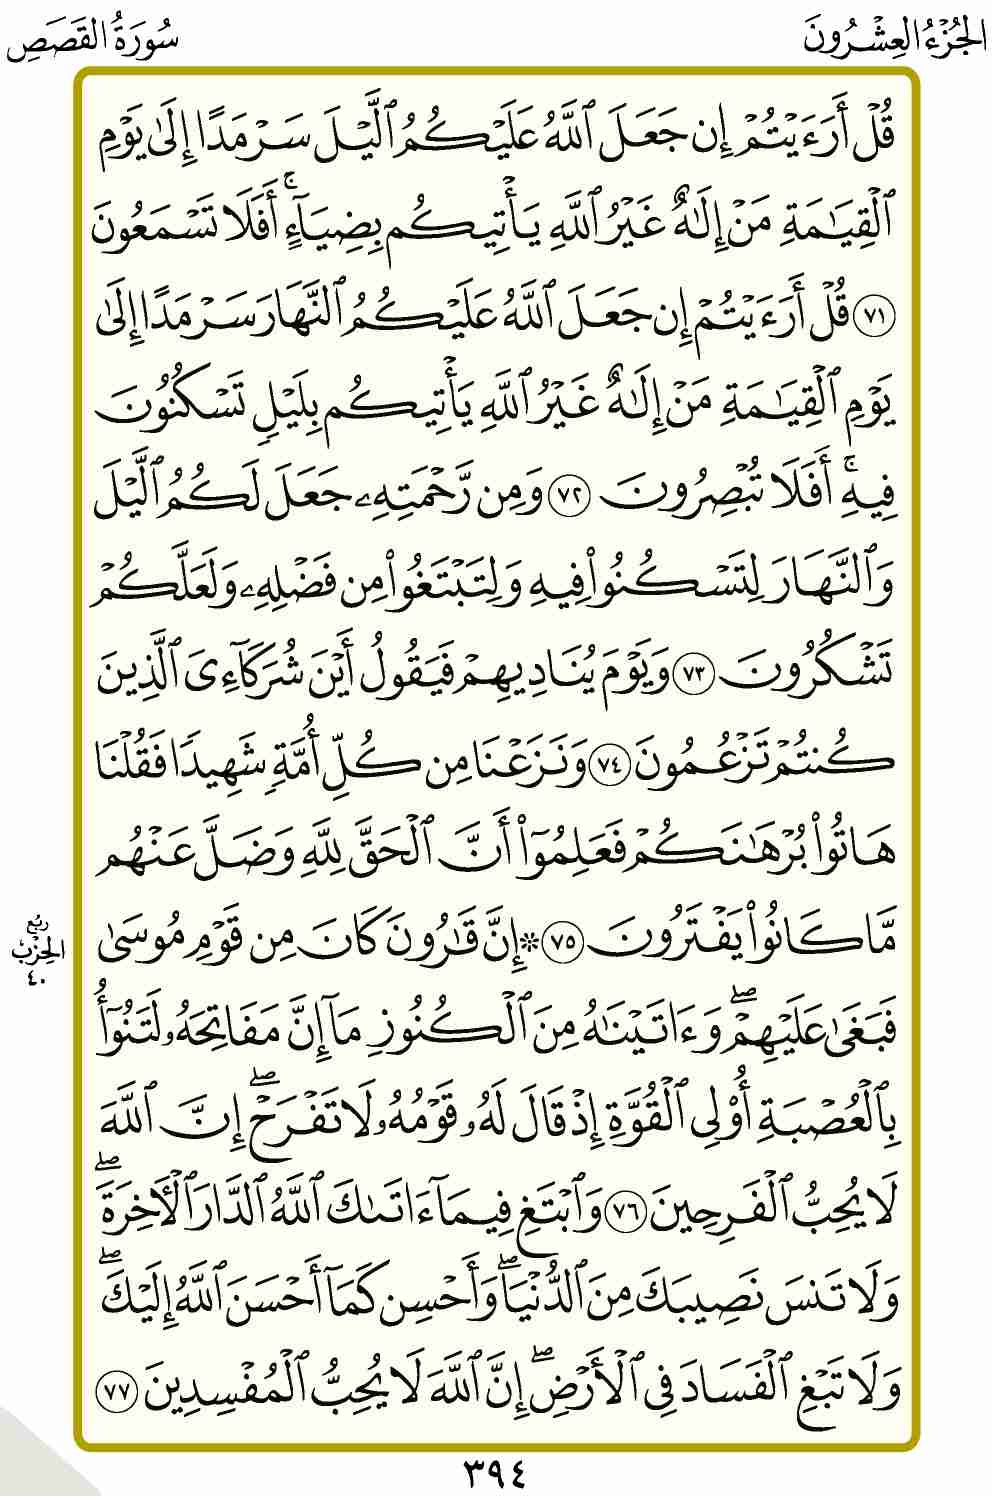 الجُزْءُ العِشْرُونَ
سُورَةُ القَصَصِ
قُلْ أَرَءَيْتُمْ إِن جَعَلَ ٱللَّهُ عَلَيْكُمُ ٱلَّيْلَ سَرْمَدًا إِلَىٰ يَوْمِ
ٱلْقِيَٰمَةِ مَنْ إِلَٰهٌ غَيْرُ ٱللَّهِ يَأْتِيكُم بِضِيَآءٍ ۚ أَفَلَا تَسْمَعُونَ
٧١ قُلْ أَرَءَيْتُمْ إِن جَعَلَ ٱللَّهُ عَلَيْكُمُ ٱلنَّهَارَ سَرْمَدًا إِلَىٰ
يَوْمِ ٱلْقِيَٰمَةِ مَنْ إِلَٰهٌ غَيْرُ ٱللَّهِ يَأْتِيكُم بِلَيْلٍ تَسْكُنُونَ
فِيهِ ۚ أَفَلَا تُبْصِرُونَ ٧٢ وَمِن رَّحْمَتِهِۦ جَعَلَ لَكُمُ ٱلَّيْلَ
وَٱلنَّهَارَ لِتَسْكُنُوا۟ فِيهِ وَلِتَبْتَغُوا۟ مِن فَضْلِهِۦ وَلَعَلَّكُمْ
تَشْكُرُونَ ٧٣ وَيَوْمَ يُنَادِيهِمْ فَيَقُولُ أَيْنَ شُرَكَآءِىَ ٱلَّذِينَ
كُنتُمْ تَزْعُمُونَ ٧٤ وَنَزَعْنَا مِن كُلِّ أُمَّةٍ شَهِيدًا فَقُلْنَا
هَاتُوا۟ بُرْهَٰنَكُمْ فَعَلِمُوٓا۟ أَنَّ ٱلْحَقَّ لِلَّهِ وَضَلَّ عَنْهُم
مَّا كَانُوا۟ يَفْتَرُونَ ٧٥ ۞ إِنَّ قَٰرُونَ كَانَ مِن قَوْمِ مُوسَىٰ
رُبُع
الحِزْب
٤٠
فَبَغَىٰ عَلَيْهِمْ ۖ وَءَاتَيْنَٰهُ مِنَ ٱلْكُنُوزِ مَآ إِنَّ مَفَاتِحَهُۥ لَتَنُوٓأُ
بِٱلْعُصْبَةِ أُو۟لِى ٱلْقُوَّةِ إِذْ قَالَ لَهُۥ قَوْمُهُۥ لَا تَفْرَحْ ۖ إِنَّ ٱللَّهَ
لَا يُحِبُّ ٱلْفَرِحِينَ ٧٦ وَٱبْتَغِ فِيمَآ ءَاتَىٰكَ ٱللَّهُ ٱلدَّارَ ٱلْءَاخِرَةَ ۖ
وَلَا تَنسَ نَصِيبَكَ مِنَ ٱلدُّنْيَا ۖ وَأَحْسِن كَمَآ أَحْسَنَ ٱللَّهُ إِلَيْكَ ۖ
وَلَا تَبْغِ ٱلْفَسَادَ فِى ٱلْأَرْضِ ۖ إِنَّ ٱللَّهَ لَا يُحِبُّ ٱلْمُفْسِدِينَ ٧٧
٣٩٤